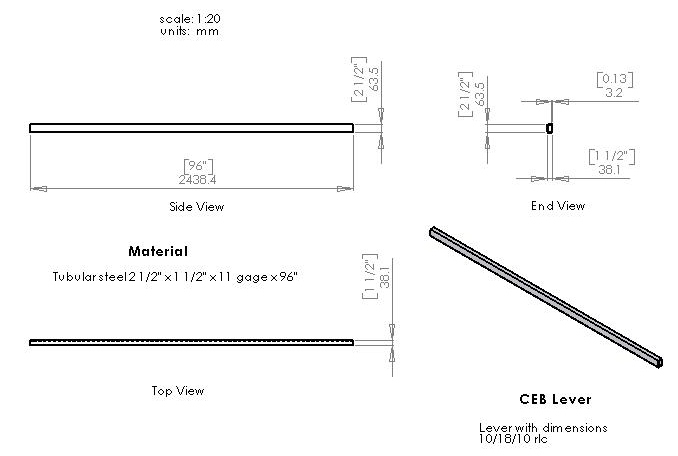 scale: 1:20
units: mm
[2 1/2"]
63.5
[2 1/2"]
63.5
[0.13]
3.2
[96"]
2438.4
[1 1/2"]
38.1
Side View
End View
Material
Tubular steel 2 1/2" x 1 1/2" x 11 gage x 96"
[1 1/2"]
38.1
Top View
CEB Lever
Lever with dimensions
10/18/10 rlc